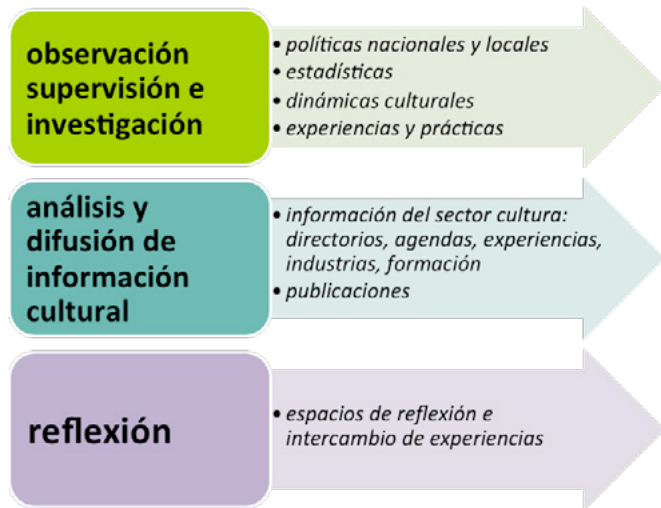 observación
supervisión e
investigación
• políticas nacionales y locales
• estadísticas
• dinámicas culturales
• experiencias y prácticas
análisis y
difusión de
información
cultural
• información del sector cultura:
directorios, agendas, experiencias,
industrias, formación
• publicaciones
reflexión
• espacios de reflexión e
intercambio de experiencias